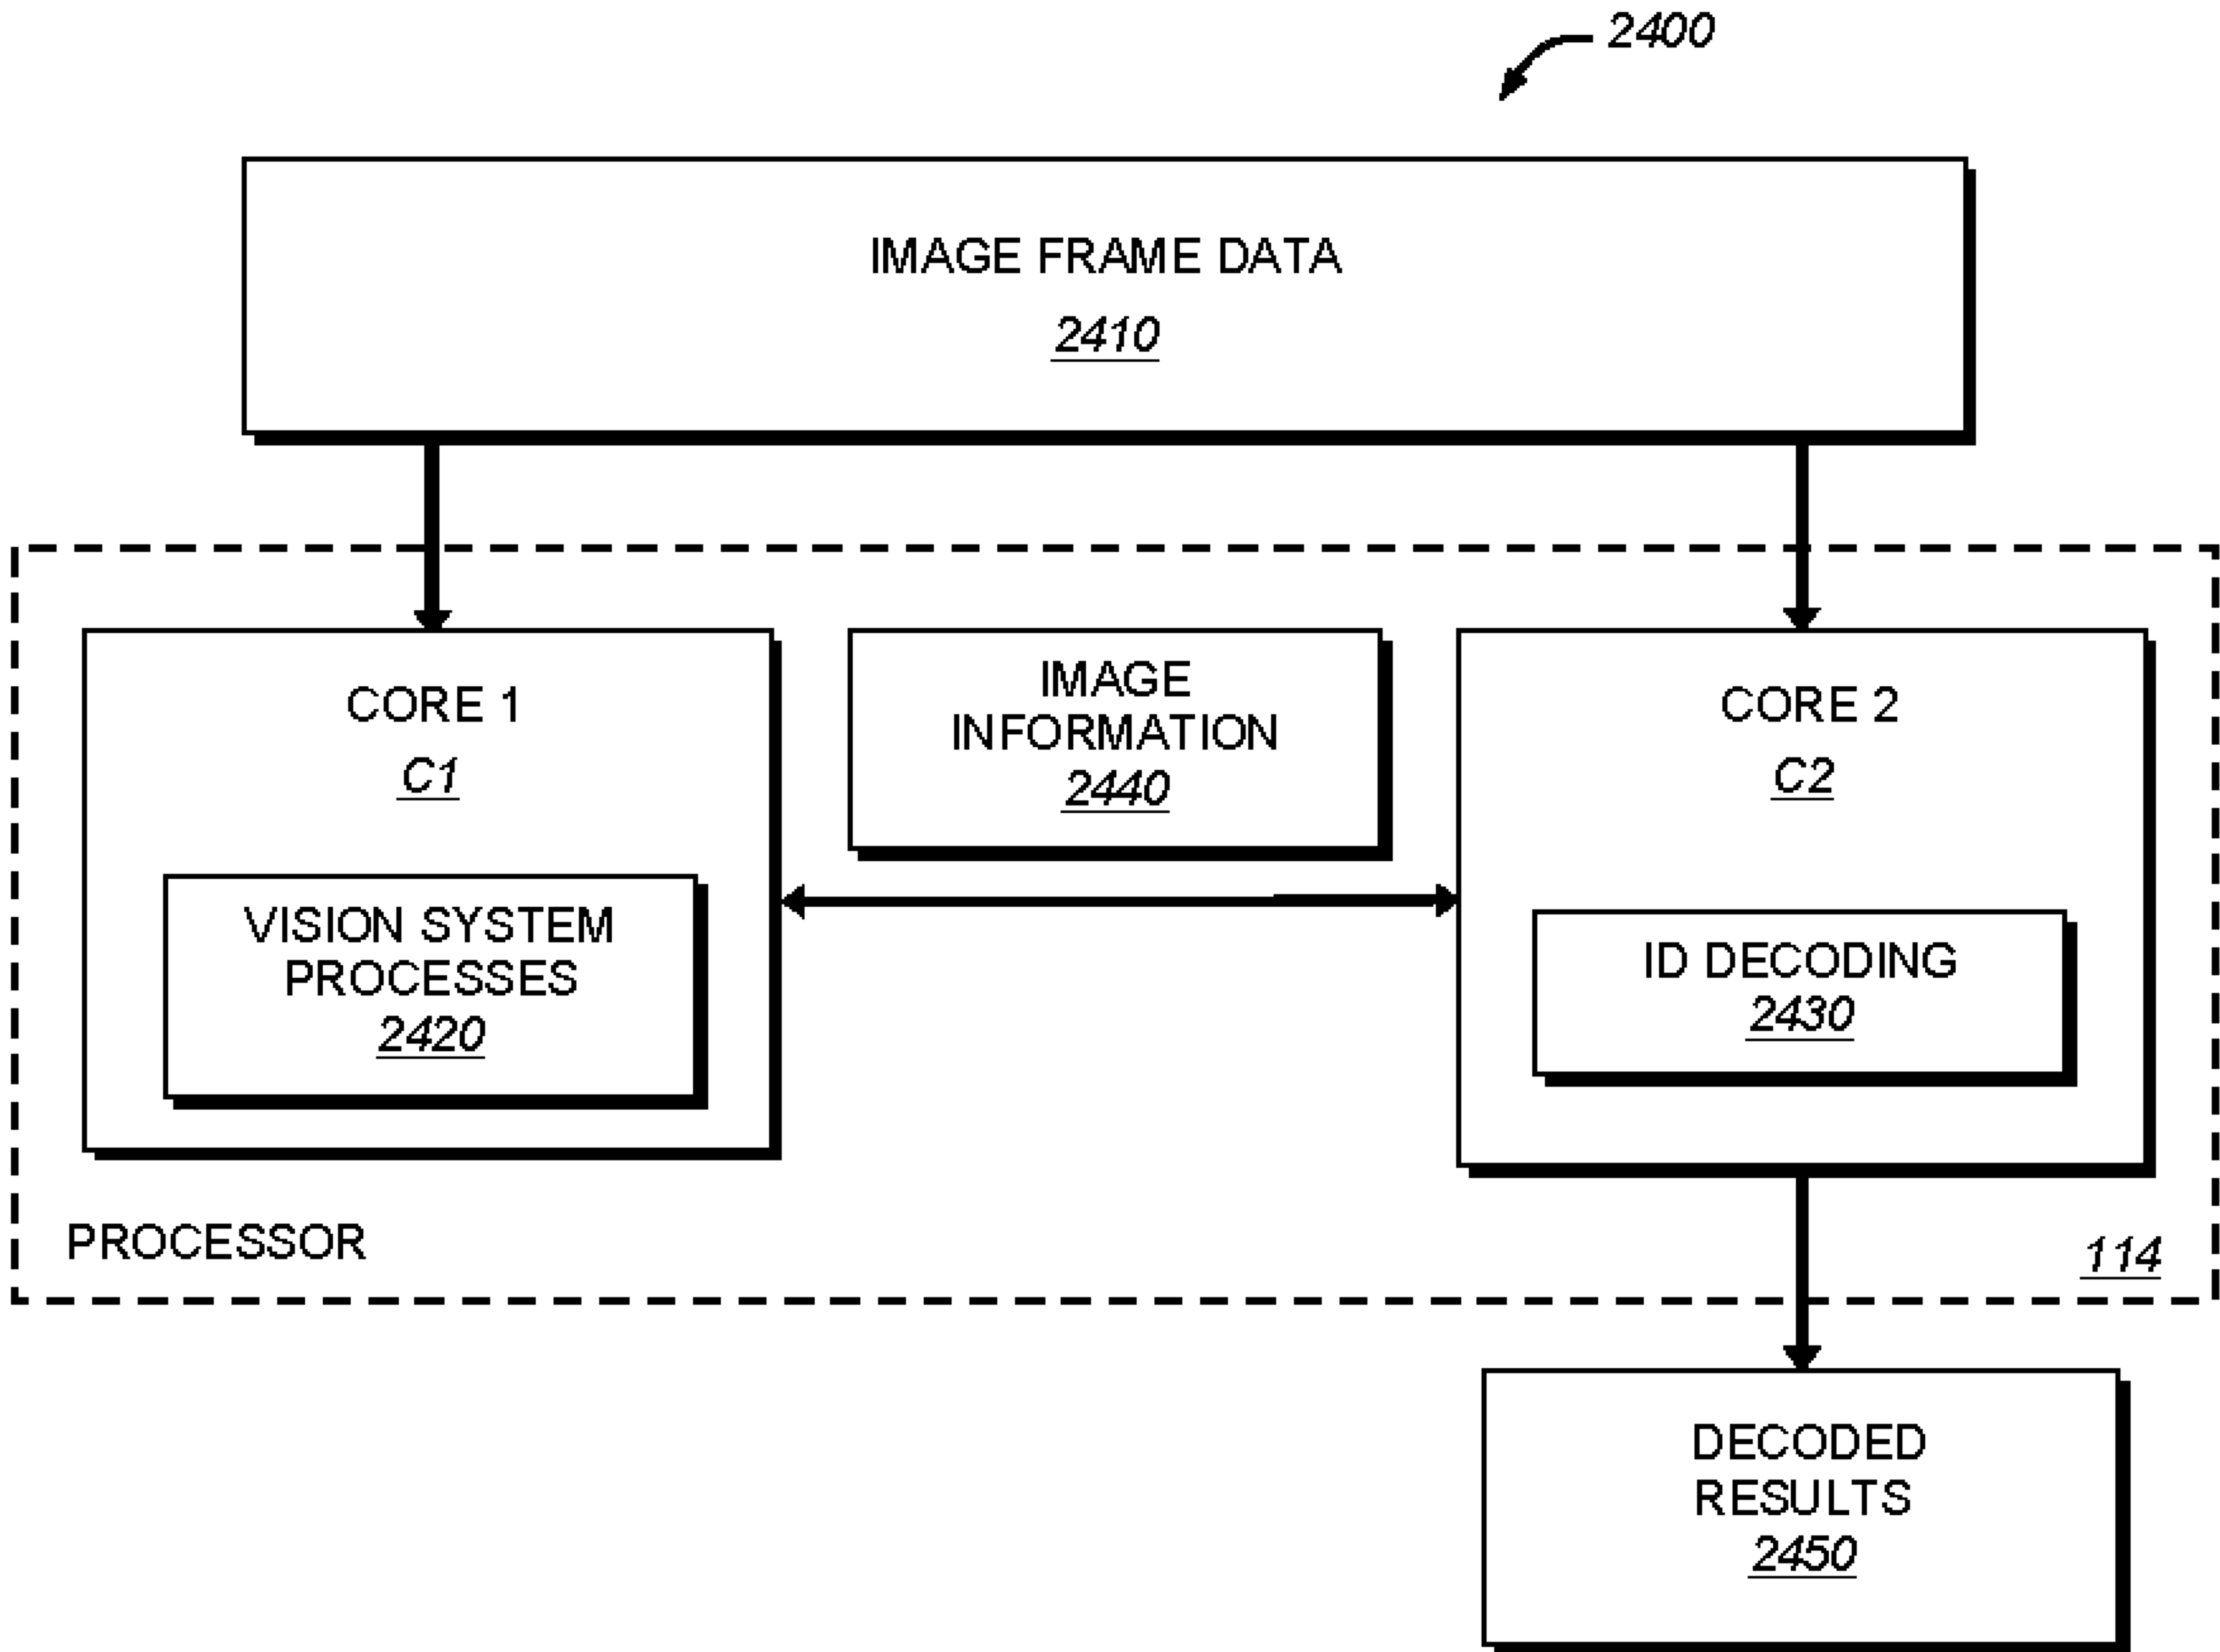 2400
IMAGE FRAME DATA
2410
CORE 1
C1
VISION SYSTEM
PROCESSES
2420
IMAGE
INFORMATION
2440
CORE 2
C2
ID DECODING
2430
PROCESSOR
114
DECODED
RESULTS
2450